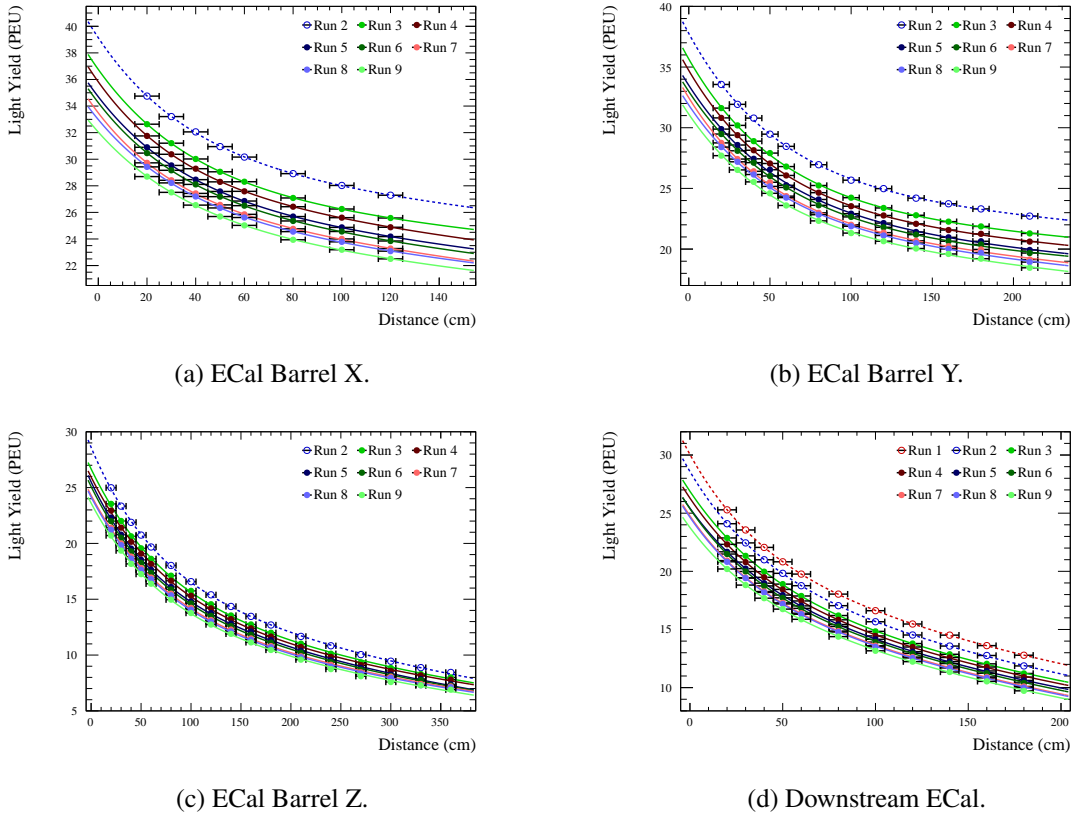 Light Yield (PEU)
40
38
36
34
32
30
28
26
24
22
Run 2 Run 3 Run 4
Run 5 Run 6 Run 7
Run 8 Run 9
0 20 40 60 80 100 120 140
Distance (cm)
(a) ECal Barrel X.
Light Yield (PEU)
40
35
30
25
20
Run 2 Run 3 Run 4
Run 5 Run 6 Run 7
Run 8 Run 9
0 50 100 150 200
Distance (cm)
(b) ECal Barrel Y.
Light Yield (PEU)
30
25
20
15
10
5
Run 2 Run 3 Run 4
Run 5 Run 6 Run 7
Run 8 Run 9
0 50 100 150 200 250 300 350
Distance (cm)
(c) ECal Barrel Z.
Light Yield (PEU)
30
25
20
15
10
Run 1 Run 2 Run 3
Run 4 Run 5 Run 6
Run 7 Run 8 Run 9
0 50 100 150 200
Distance (cm)
(d) Downstream ECal.